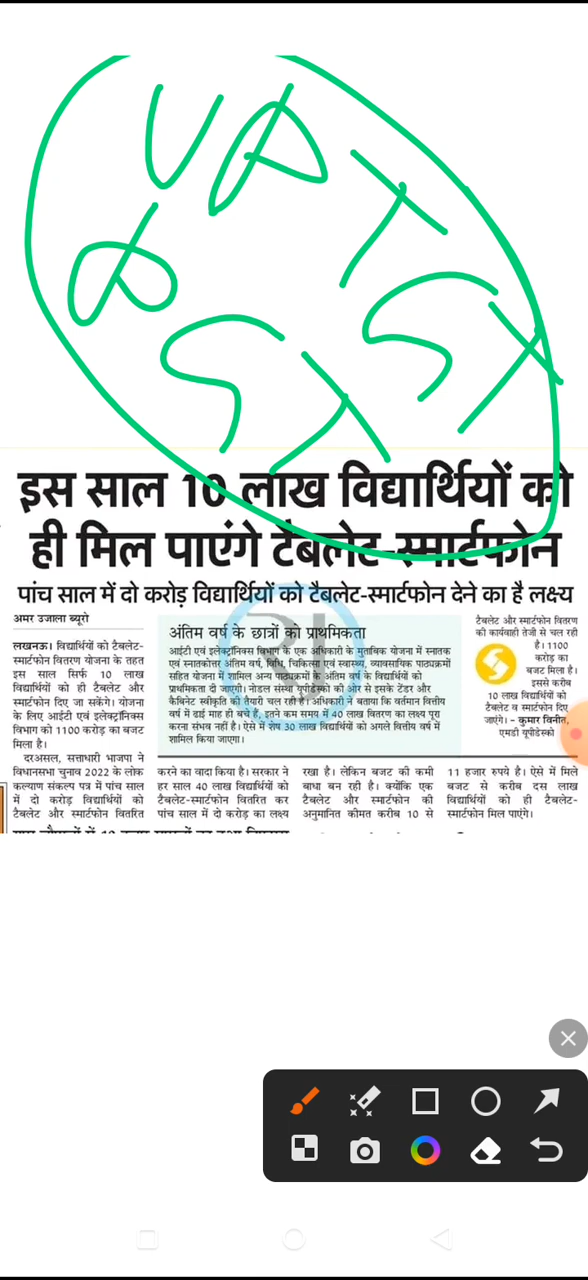 UPTST
&
ST
इस साल 10 लाख विद्यार्थियों को
ही मिल पाएंगे टैबलेट-स्मार्टफोन
पांच साल में दो करोड़ विद्यार्थियों को टैबलेट-स्मार्टफोन देने का है लक्ष्य
अमर उजाला ब्यूरो
लखनऊ। विद्यार्थियों को टैबलेट-
स्मार्टफोन वितरण योजना के तहत
इस साल सिर्फ 10 लाख
विद्यार्थियों को ही टैबलेट और
स्मार्टफोन दिए जा सकेंगे। योजना
के लिए आईटी एवं इलेक्ट्रॉनिक्स
विभाग को 1100 करोड़ का बजट
मिला है।
दरअसल, सत्ताधारी भाजपा ने
विधानसभा चुनाव 2022 के लोक
कल्याण संकल्प पत्र में पांच साल
में दो करोड़ विद्यार्थियों को
टैबलेट और स्मार्टफोन वितरित
अंतिम वर्ष के छात्रों को प्राथमिकता
आईटी एवं इलेक्ट्रॉनिक्स विभाग के एक अधिकारी के मुताबिक योजना में स्नातक
एवं स्नातकोत्तर अंतिम वर्ष, विधि, चिकित्सा एवं स्वास्थ्य, व्यावसायिक पाठ्यक्रमों
सहित योजना में शामिल अन्य पाठ्यक्रमों के अंतिम वर्ष के विद्यार्थियों को
प्राथमिकता दी जाएगी। नोडल संस्था यूपीडेस्को की ओर से इसके टेंडर और
कैबिनेट स्वीकृति की तैयारी चल रही है। अधिकारी ने बताया कि वर्तमान वित्तीय
वर्ष में ढाई माह ही बचे हैं, इतने कम समय में 40 लाख वितरण का लक्ष्य पूरा
करना संभव नहीं है। ऐसे में शेष 30 लाख विद्यार्थियों को अगले वित्तीय वर्ष में
शामिल किया जाएगा।
टैबलेट और स्मार्टफोन वितरण
की कार्यवाही तेजी से चल रही
है। 1100
करोड़ का
बजट मिला है।
इससे करीब
10 लाख विद्यार्थियों को
टैबलेट व स्मार्टफोन दिए
जाएंगे। - कुमार विनीत,
एमडी यूपीडेस्को
करने का वादा किया है। सरकार ने
हर साल 40 लाख विद्यार्थियों को
टैबलेट-स्मार्टफोन वितरित कर
पांच साल में दो करोड़ का लक्ष्य
रखा है। लेकिन बजट की कमी
बाधा बन रही है। क्योंकि एक
टैबलेट और स्मार्टफोन की
अनुमानित कीमत करीब 10 से
11 हजार रुपये है। ऐसे में मिले
बजट से करीब दस लाख
विद्यार्थियों को ही टैबलेट-
स्मार्टफोन मिल पाएंगे।